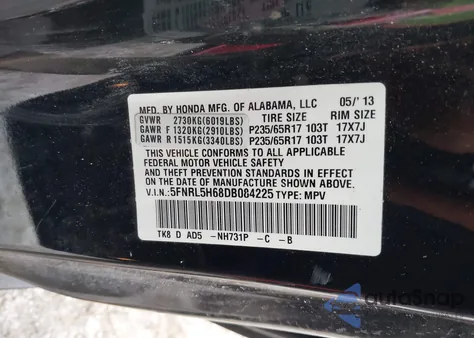 MFD. BY HONDA MFG. OF ALABAMA, LLC 05/'13
GVWR 2730KG(6019LBS) TIRE SIZE RIM SIZE
GAWR F 1320KG(2910LBS) P235/65R17 103T 17X7J
GAWR R 1515KG(3340LBS) P235/65R17 103T 17X7J
THIS VEHICLE CONFORMS TO ALL APPLICABLE
FEDERAL MOTOR VEHICLE SAFETY
AND THEFT PREVENTION STANDARDS IN EFFECT
ON THE DATE OF MANUFACTURE SHOWN ABOVE.
V.I.N: 5FNRL5H68DB084225 TYPE: MPV
TK8 D AD5 -NH731P -C -B
autoSnap